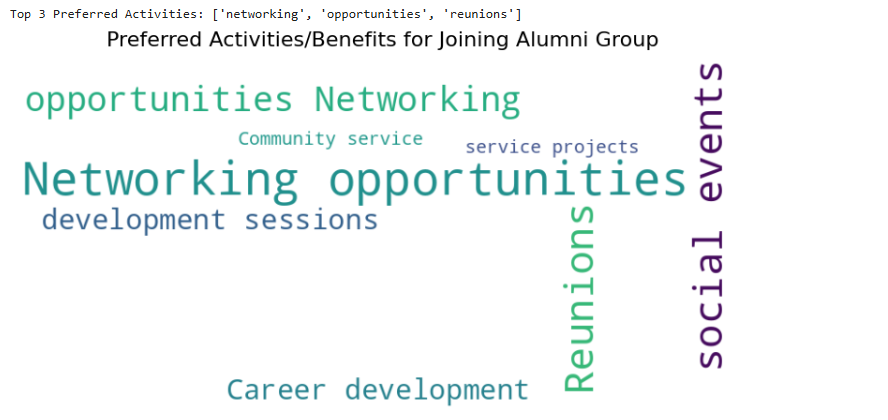 Top 3 Preferred Activities: ['networking', 'opportunities', 'reunions']
Preferred Activities/Benefits for Joining Alumni Group
opportunities Networking
Community service
service projects
Networking opportunities
development sessions
Reunions
social events
Career development